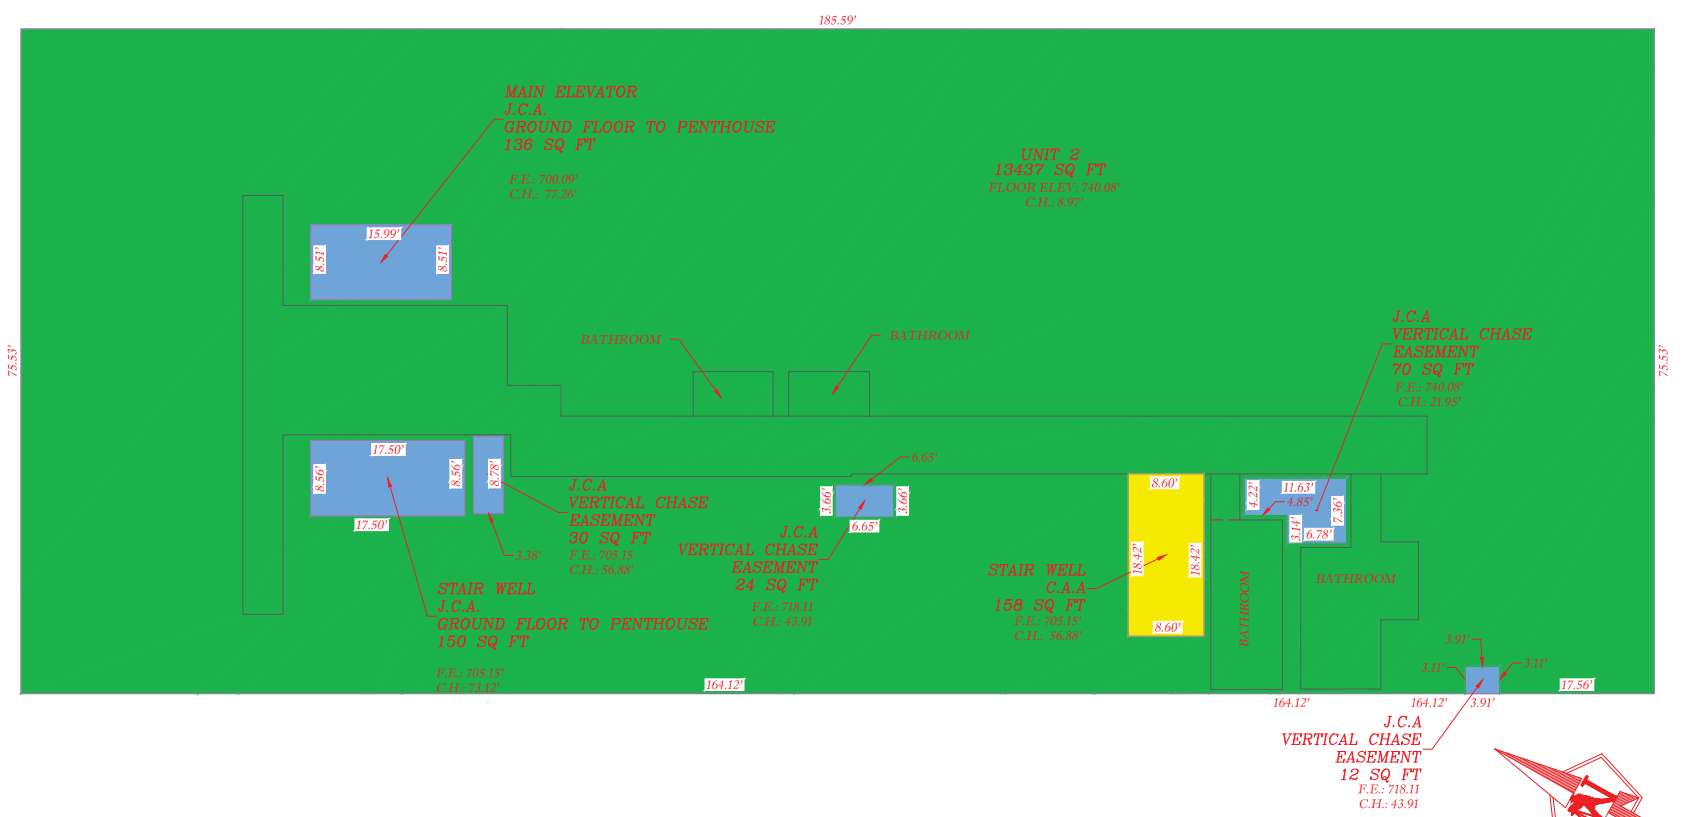 185.59'
MAIN ELEVATOR
J.C.A.
GROUND FLOOR TO PENTHOUSE
136 SQ FT
F.E.: 700.09'
C.H.: 77.26'
UNIT 2
13437 SQ FT
FLOOR ELEV: 740.08'
C.H.: 8.97'
15.99'
8.51'
8.51'
75.53'
75.53'
BATHROOM
BATHROOM
J.C.A
VERTICAL CHASE
EASEMENT
70 SQ FT
F.E.: 740.08'
C.H.: 21.95'
17.50'
8.56'
8.56'
17.50'
8.78'
J.C.A
VERTICAL CHASE
EASEMENT
30 SQ FT
F.E.: 705.15
C.H.: 56.88'
3.38'
STAIR WELL
J.C.A.
GROUND FLOOR TO PENTHOUSE
150 SQ FT
F.E.: 705.15'
C.H.: 73.12'
6.65'
3.66'
3.66'
6.65'
J.C.A
VERTICAL CHASE
EASEMENT
24 SQ FT
F.E.: 718.11
C.H.: 43.91
8.60'
18.42'
18.42'
8.60'
STAIR WELL
C.A.A
158 SQ FT
F.E.: 705.15'
C.H.: 56.88'
11.63'
4.22'
4.85'
7.36'
3.14'
6.78'
BATHROOM
BATHROOM
3.91'
3.11'
3.11'
164.12'
17.56'
164.12'
164.12'
3.91'
J.C.A
VERTICAL CHASE
EASEMENT
12 SQ FT
F.E.: 718.11
C.H.: 43.91